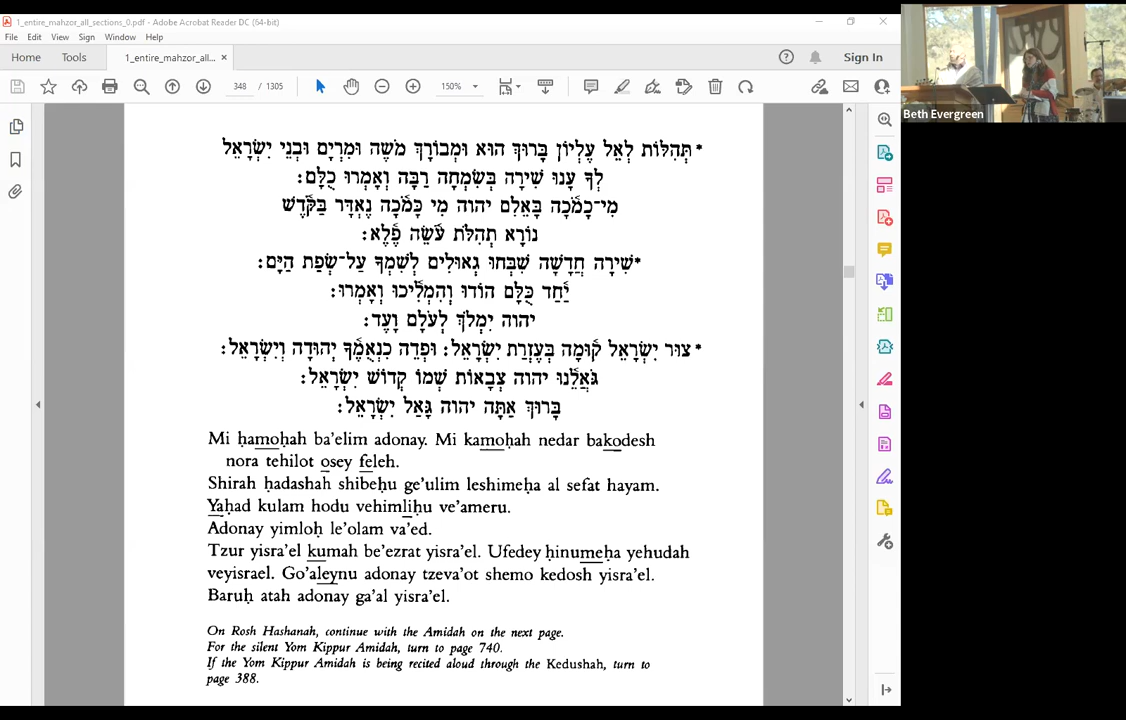 1_entire_mahzor_all_sections_0.pdf - Adobe Acrobat Reader DC (64-bit)
File Edit View Sign Window Help
Home Tools 1_entire_mahzor_all... × Sign In
348 / 1305 150%
Beth Evergreen
*תְּהִלּוֹת לְאֵל עֶלְיוֹן בָּרוּךְ הוּא וּמְבוֹרָךְ מֹשֶׁה וּמִרְיָם וּבְנֵי יִשְׂרָאֵל
לְךָ עָנוּ שִׁירָה בְּשִׂמְחָה רַבָּה וְאָמְרוּ כֻלָּם:
מִי־כָמֹכָה בָּאֵלִם יהוה מִי כָּמֹכָה נֶאְדָּר בַּקֹּדֶשׁ
נוֹרָא תְהִלֹּת עֹשֵׂה פֶלֶא:
*שִׁירָה חֲדָשָׁה שִׁבְּחוּ גְאוּלִים לְשִׁמְךָ עַל־שְׂפַת הַיָּם:
יַחַד כֻּלָּם הוֹדוּ וְהִמְלִיכוּ וְאָמְרוּ:
יהוה יִמְלֹךְ לְעֹלָם וָעֶד:
*צוּר יִשְׂרָאֵל קוּמָה בְּעֶזְרַת יִשְׂרָאֵל: וּפְדֵה כִנְאֻמֶךָ יְהוּדָה וְיִשְׂרָאֵל:
גֹּאֲלֵנוּ יהוה צְבָאוֹת שְׁמוֹ קְדוֹשׁ יִשְׂרָאֵל:
בָּרוּךְ אַתָּה יהוה גָּאַל יִשְׂרָאֵל:
Mi ḥamoḥah ba'elim adonay. Mi kamoḥah nedar bakodesh
nora tehilot osey feleh.
Shirah ḥadashah shibeḥu ge'ulim leshimeḥa al sefat hayam.
Yaḥad kulam hodu vehimliḥu ve'ameru.
Adonay yimloḥ le'olam va'ed.
Tzur yisra'el kumah be'ezrat yisra'el. Ufedey ḥinumeḥa yehudah
veyisrael. Go'aleynu adonay tzeva'ot shemo kedosh yisra'el.
Baruḥ atah adonay ga'al yisra'el.
On Rosh Hashanah, continue with the Amidah on the next page.
For the silent Yom Kippur Amidah, turn to page 740.
If the Yom Kippur Amidah is being recited aloud through the Kedushah, turn to
page 388.